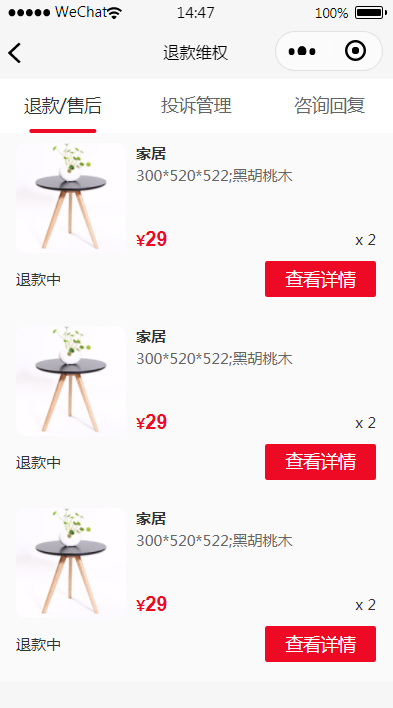 WeChat 14:47 100%
退款维权
退款/售后 投诉管理 咨询回复
家居
300*520*522;黑胡桃木
¥29 x 2
退款中 查看详情
家居
300*520*522;黑胡桃木
¥29 x 2
退款中 查看详情
家居
300*520*522;黑胡桃木
¥29 x 2
退款中 查看详情